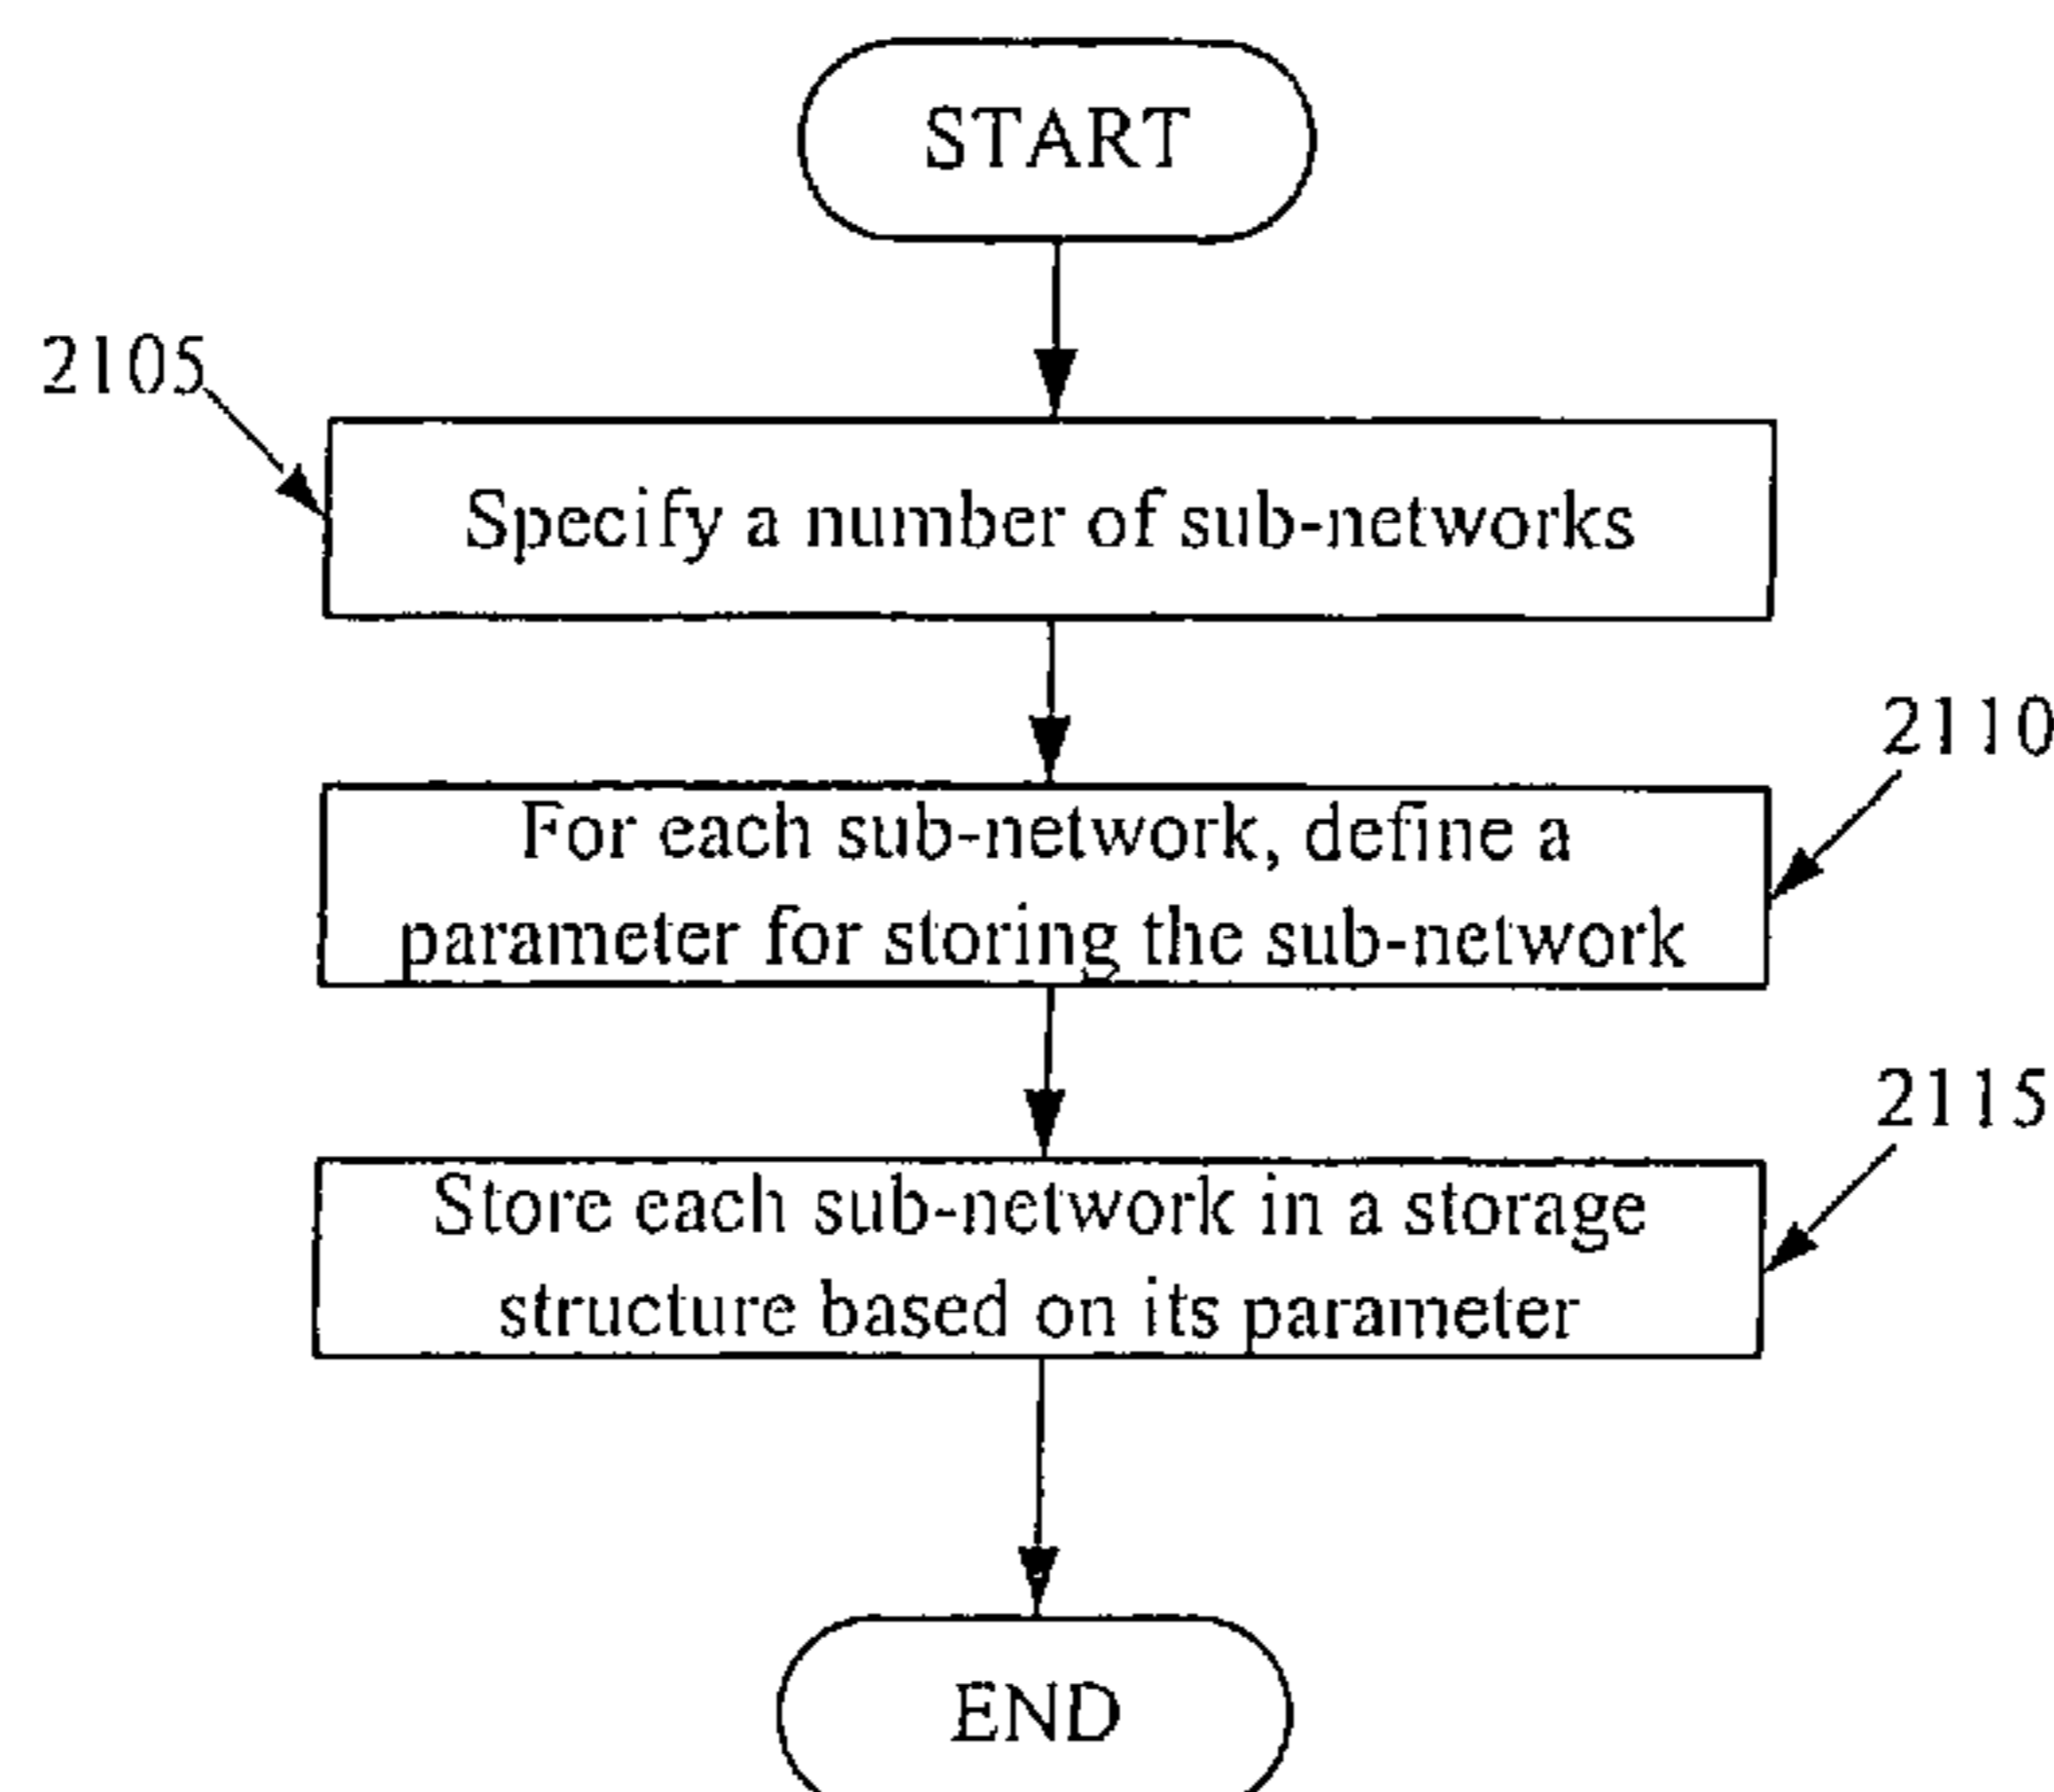 START
2105
Specify a number of sub-networks
2110
For each sub-network, define a
parameter for storing the sub-network
2115
Store each sub-network in a storage
structure based on its parameter
END